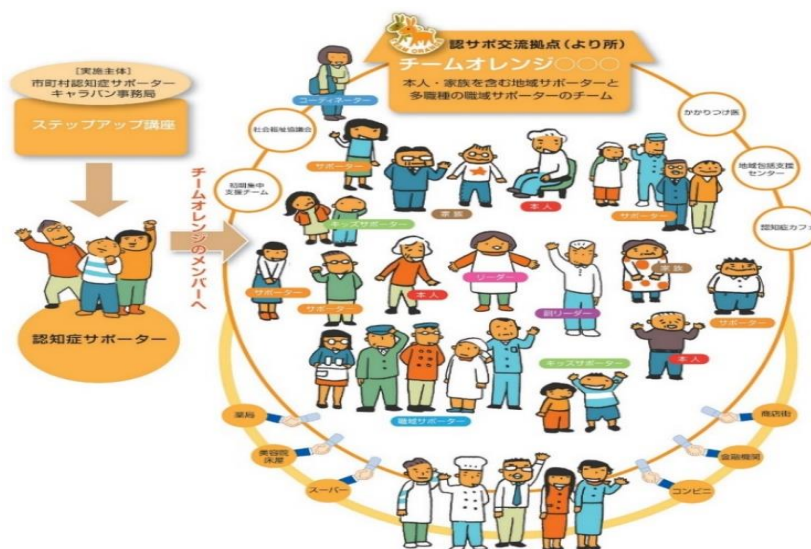 [実施主体]
市町村認知症サポーター
キャラバン事務局
ステップアップ講座
認知症サポーター
チームオレンジのメンバーへ
認サポ交流拠点(より所)
チームオレンジ○○○
本人・家族を含む地域サポーターと
多職種の職域サポーターのチーム
コーディネーター
社会福祉協議会
初期集中
支援チーム
かかりつけ医
地域包括支援
センター
認知症カフェ
サポーター
家族
本人
サポーター
キッズサポーター
サポーター
サポーター
本人
リーダー
副リーダー
家族
サポーター
キッズサポーター
本人
職域サポーター
薬局
美容院
床屋
スーパー
商店街
金融機関
コンビニ